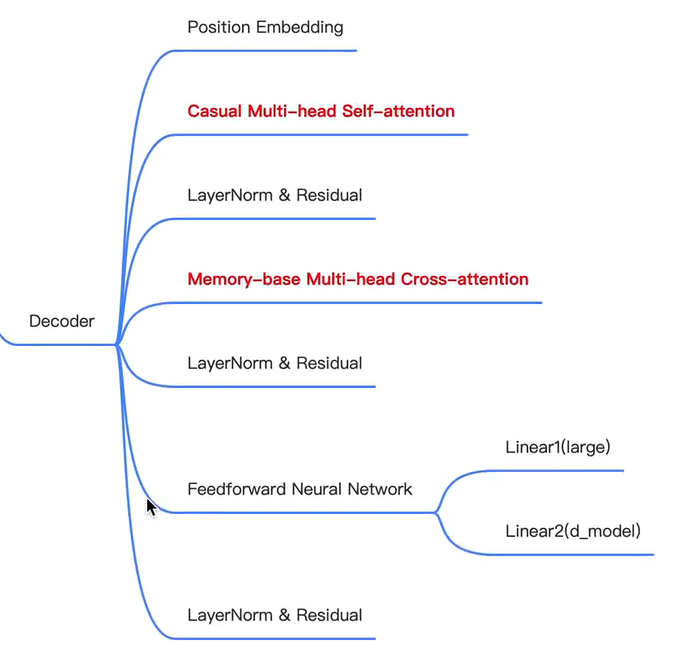 Position Embedding
Casual Multi-head Self-attention
LayerNorm & Residual
Memory-base Multi-head Cross-attention
Decoder
LayerNorm & Residual
Linear1(large)
Feedforward Neural Network
Linear2(d_model)
LayerNorm & Residual